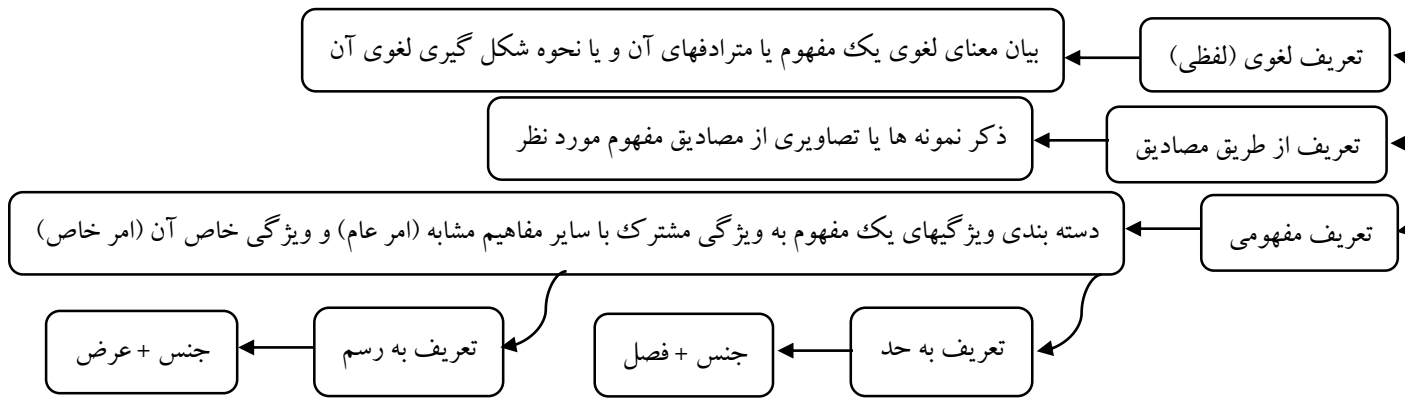 تعریف لغوی (لفظی)
بیان معنای لغوی یک مفهوم یا مترادفهای آن و یا نحوه شکل گیری لغوی آن
تعریف از طریق مصادیق
ذکر نمونه ها یا تصاویری از مصادیق مفهوم مورد نظر
تعریف مفهومی
دسته بندی ویژگیهای یک مفهوم به ویژگی مشترک با سایر مفاهیم مشابه (امر عام) و ویژگی خاص آن (امر خاص)
تعریف به حد
جنس + فصل
تعریف به رسم
جنس + عرض